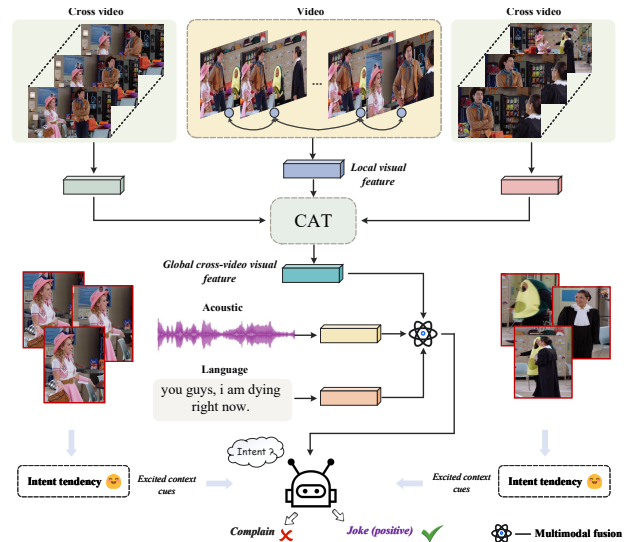 Cross video
Video
Cross video
...
Local visual
feature
CAT
Global cross-video visual
feature
Acoustic
Language
you guys, i am dying
right now.
Intent ?
Intent tendency
Excited context
cues
Excited context
cues
Intent tendency
Complain
Joke (positive)
Multimodal fusion